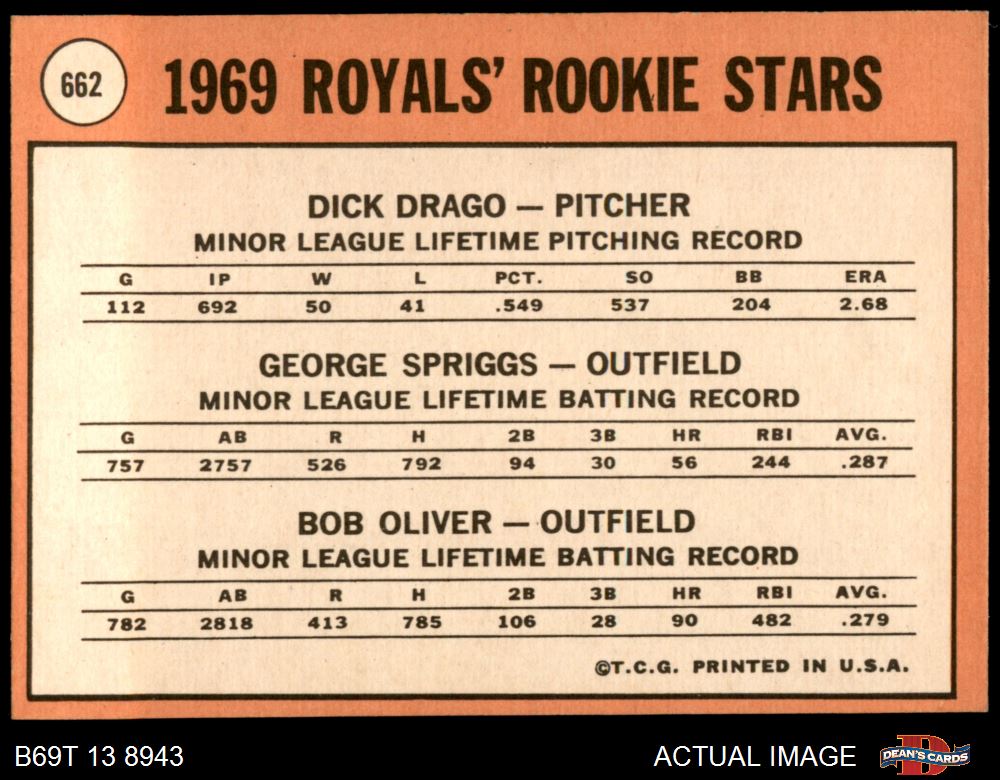 662
1969 ROYALS' ROOKIE STARS
DICK DRAGO — PITCHER
MINOR LEAGUE LIFETIME PITCHING RECORD
G IP W L PCT. SO BB ERA
112 692 50 41 .549 537 204 2.68
GEORGE SPRIGGS — OUTFIELD
MINOR LEAGUE LIFETIME BATTING RECORD
G AB R H 2B 3B HR RBI AVG.
757 2757 526 792 94 30 56 244 .287
BOB OLIVER — OUTFIELD
MINOR LEAGUE LIFETIME BATTING RECORD
G AB R H 2B 3B HR RBI AVG.
782 2818 413 785 106 28 90 482 .279
©T.C.G. PRINTED IN U.S.A.
B69T 13 8943 ACTUAL IMAGE DEAN'S CARDS